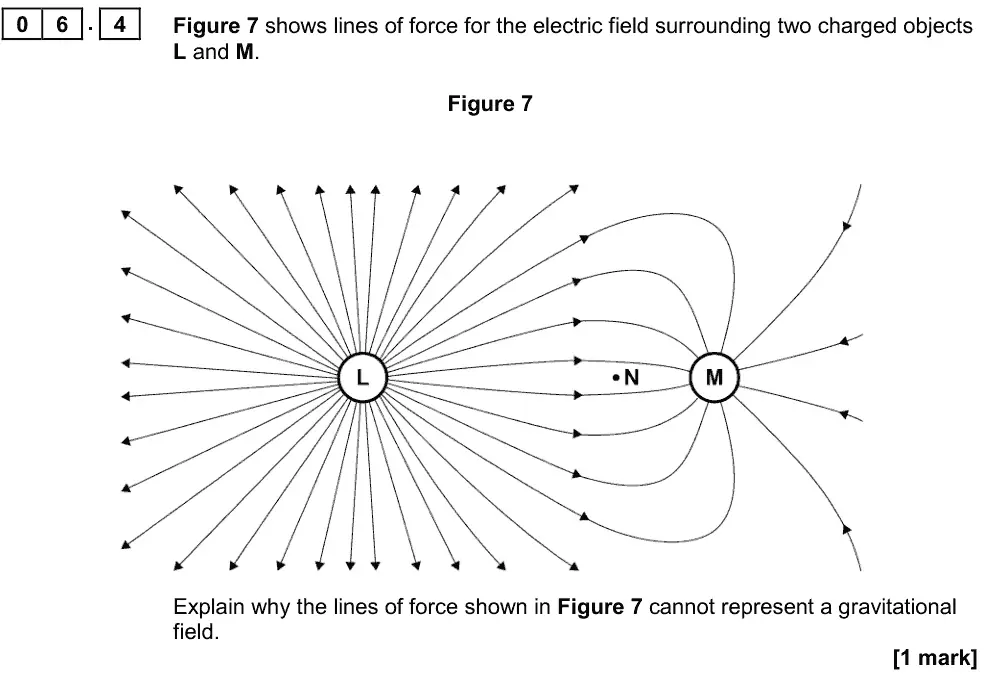 0 6 . 4 Figure 7 shows lines of force for the electric field surrounding two charged objects
L and M.
Figure 7
L
N
M
Explain why the lines of force shown in Figure 7 cannot represent a gravitational
field.
[1 mark]